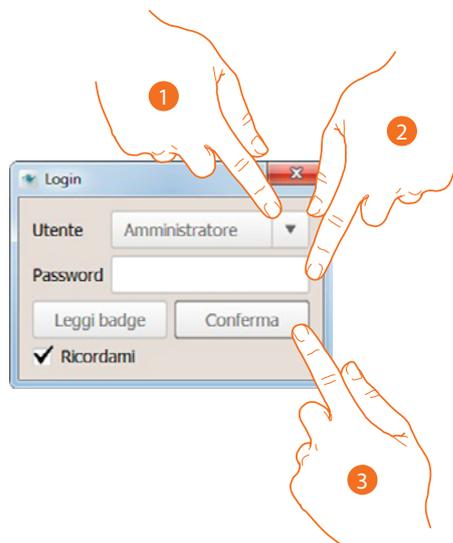 1
2
Login
Utente Amministratore
Password
Leggi badge Conferma
Ricordami
3